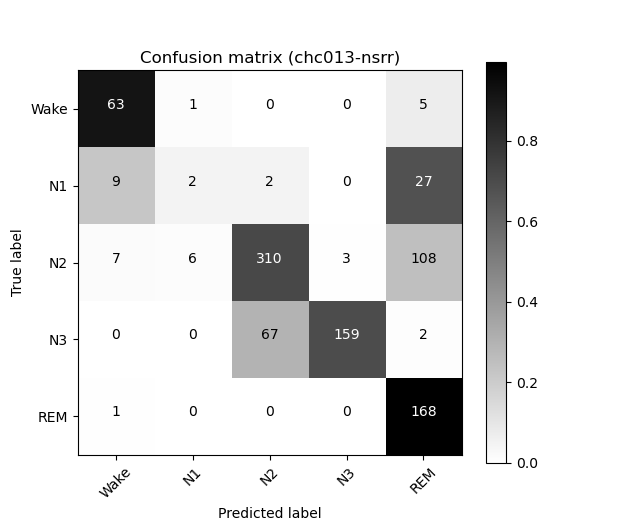 Confusion matrix (chc013-nsrr)
Wake 63 1 0 0 5
N1 9 2 2 0 27
N2 7 6 310 3 108
N3 0 0 67 159 2
REM 1 0 0 0 168
Wake N1 N2 N3 REM
True label
Predicted label
0.8
0.6
0.4
0.2
0.0